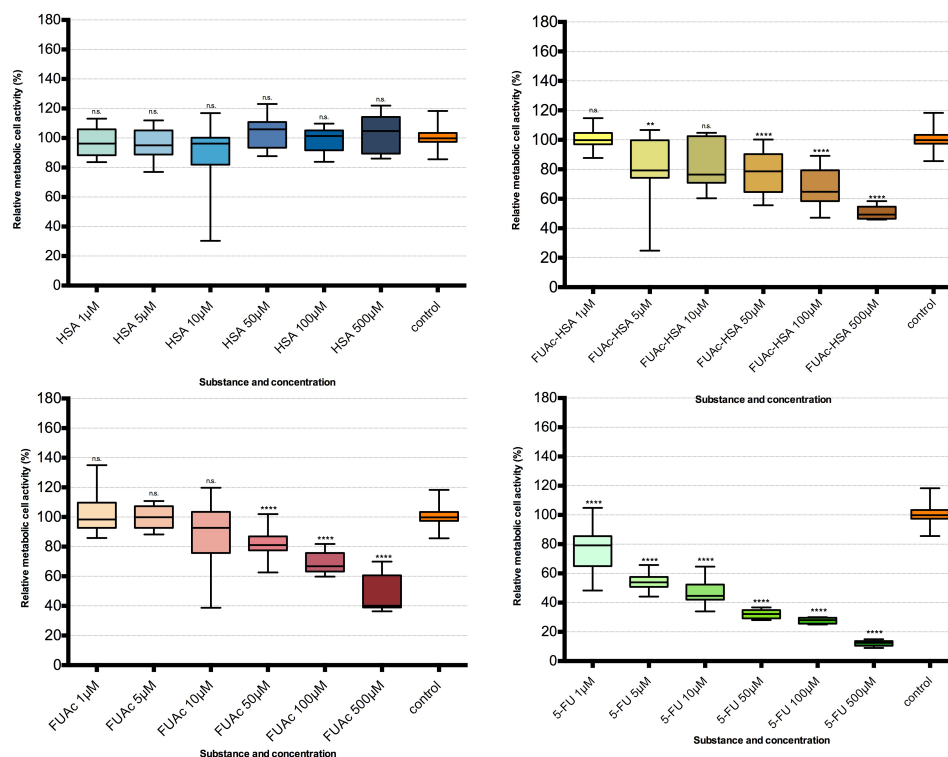 Relative metabolic cell activity (%)
180
160
140
120
100
80
60
40
20
0
n.s.
n.s.
n.s.
n.s.
n.s.
n.s.
HSA 1µM
HSA 5µM
HSA 10µM
HSA 50µM
HSA 100µM
HSA 500µM
control
Substance and concentration
Relative metabolic cell activity (%)
180
160
140
120
100
80
60
40
20
0
n.s.
**
n.s.
****
****
****
FUAc-HSA 1µM
FUAc-HSA 5µM
FUAc-HSA 10µM
FUAc-HSA 50µM
FUAc-HSA 100µM
FUAc-HSA 500µM
control
Substance and concentration
Relative metabolic cell activity (%)
180
160
140
120
100
80
60
40
20
0
n.s.
n.s.
n.s.
****
****
****
FUAc 1µM
FUAc 5µM
FUAc 10µM
FUAc 50µM
FUAc 100µM
FUAc 500µM
control
Substance and concentration
Relative metabolic cell activity (%)
180
160
140
120
100
80
60
40
20
0
****
****
****
****
****
****
5-FU 1µM
5-FU 5µM
5-FU 10µM
5-FU 50µM
5-FU 100µM
5-FU 500µM
control
Substance and concentration